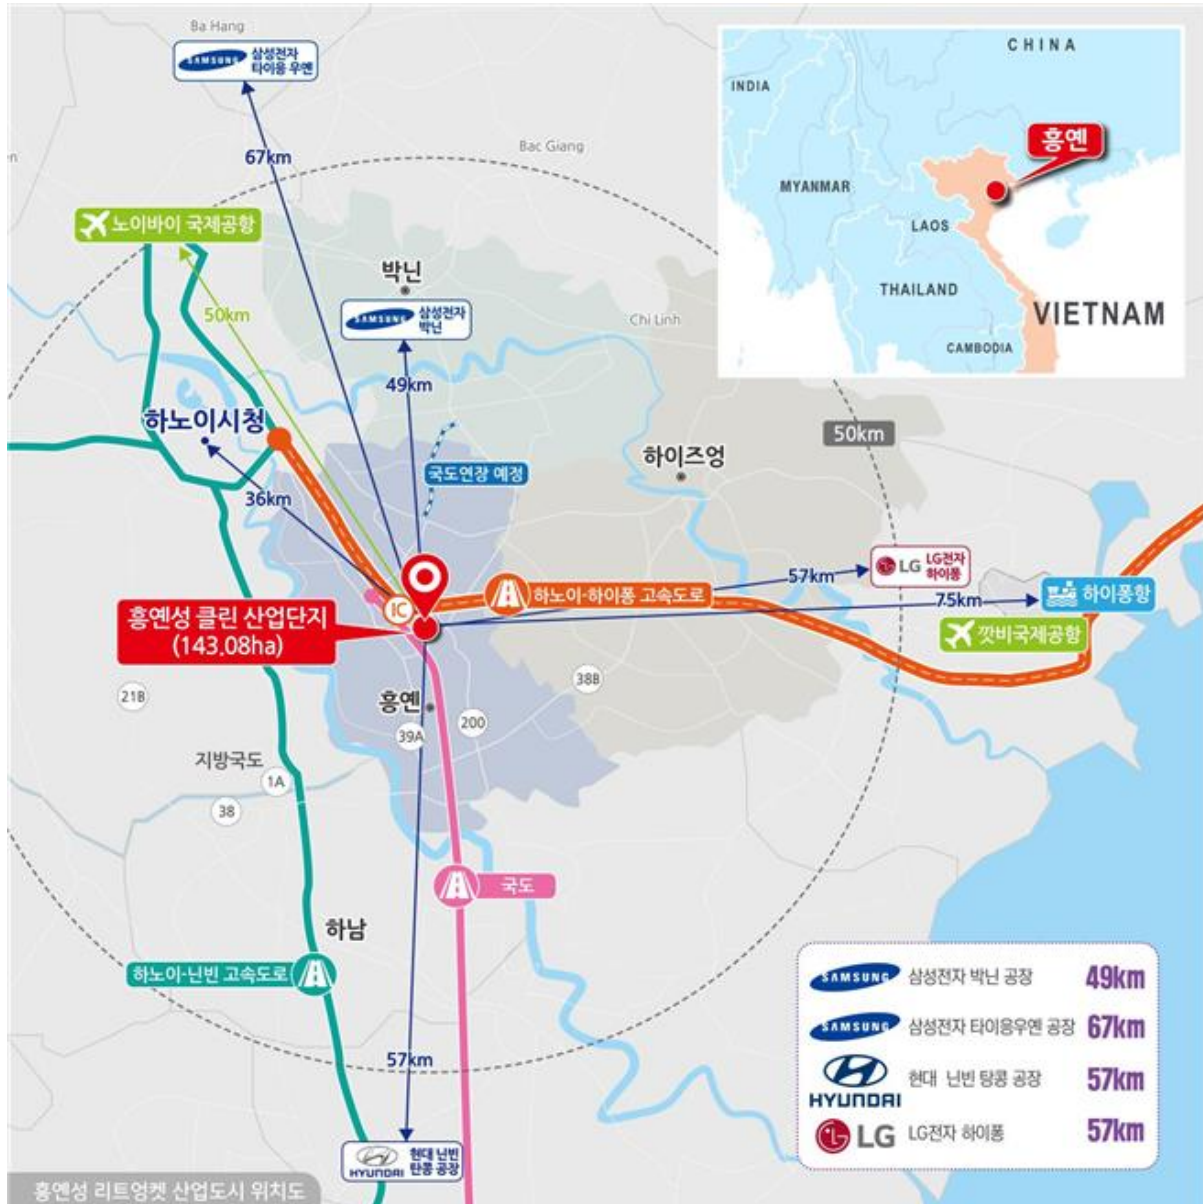 Ba Hang
SAMSUNG 삼성전자
타이응 우옌
67km
Bac Giang
노이바이 국제공항
50km
박닌
SAMSUNG 삼성전자
박닌
49km
Chi Linh
하노이시청
36km
국도연장 예정
하이즈엉
50km
CHINA
INDIA
흥옌
MYANMAR
LAOS
THAILAND
VIETNAM
CAMBODIA
LG LG전자
하이퐁
57km
IC
하노이-하이퐁 고속도로
75km
하이퐁항
깟비국제공항
흥옌성 클린 산업단지
(143.08ha)
38B
21B
흥옌
200
39A
지방국도
1A
38
국도
하남
하노이-닌빈 고속도로
57km
HYUNDAI 현대 닌빈
탄콩 공장
SAMSUNG 삼성전자 박닌 공장 49km
SAMSUNG 삼성전자 타이응우옌 공장 67km
HYUNDAI 현대 닌빈 탕콩 공장 57km
LG LG전자 하이퐁 57km
흥옌성 리트엉켓 산업도시 위치도